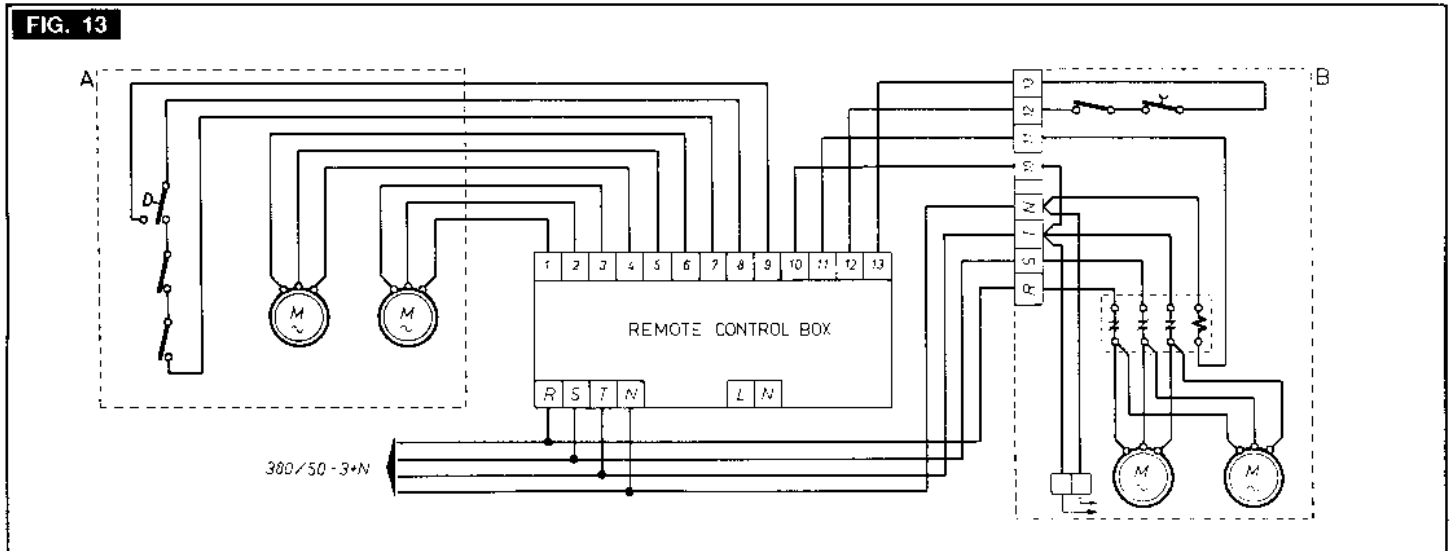 FIG. 13
A
B
D
13
12
11
10
N
T
S
R
1 2 3 4 5 6 7 8 9 10 11 12 13
REMOTE CONTROL BOX
M
~
M
~
R S T N L N
380/50-3+N
M
~
M
~